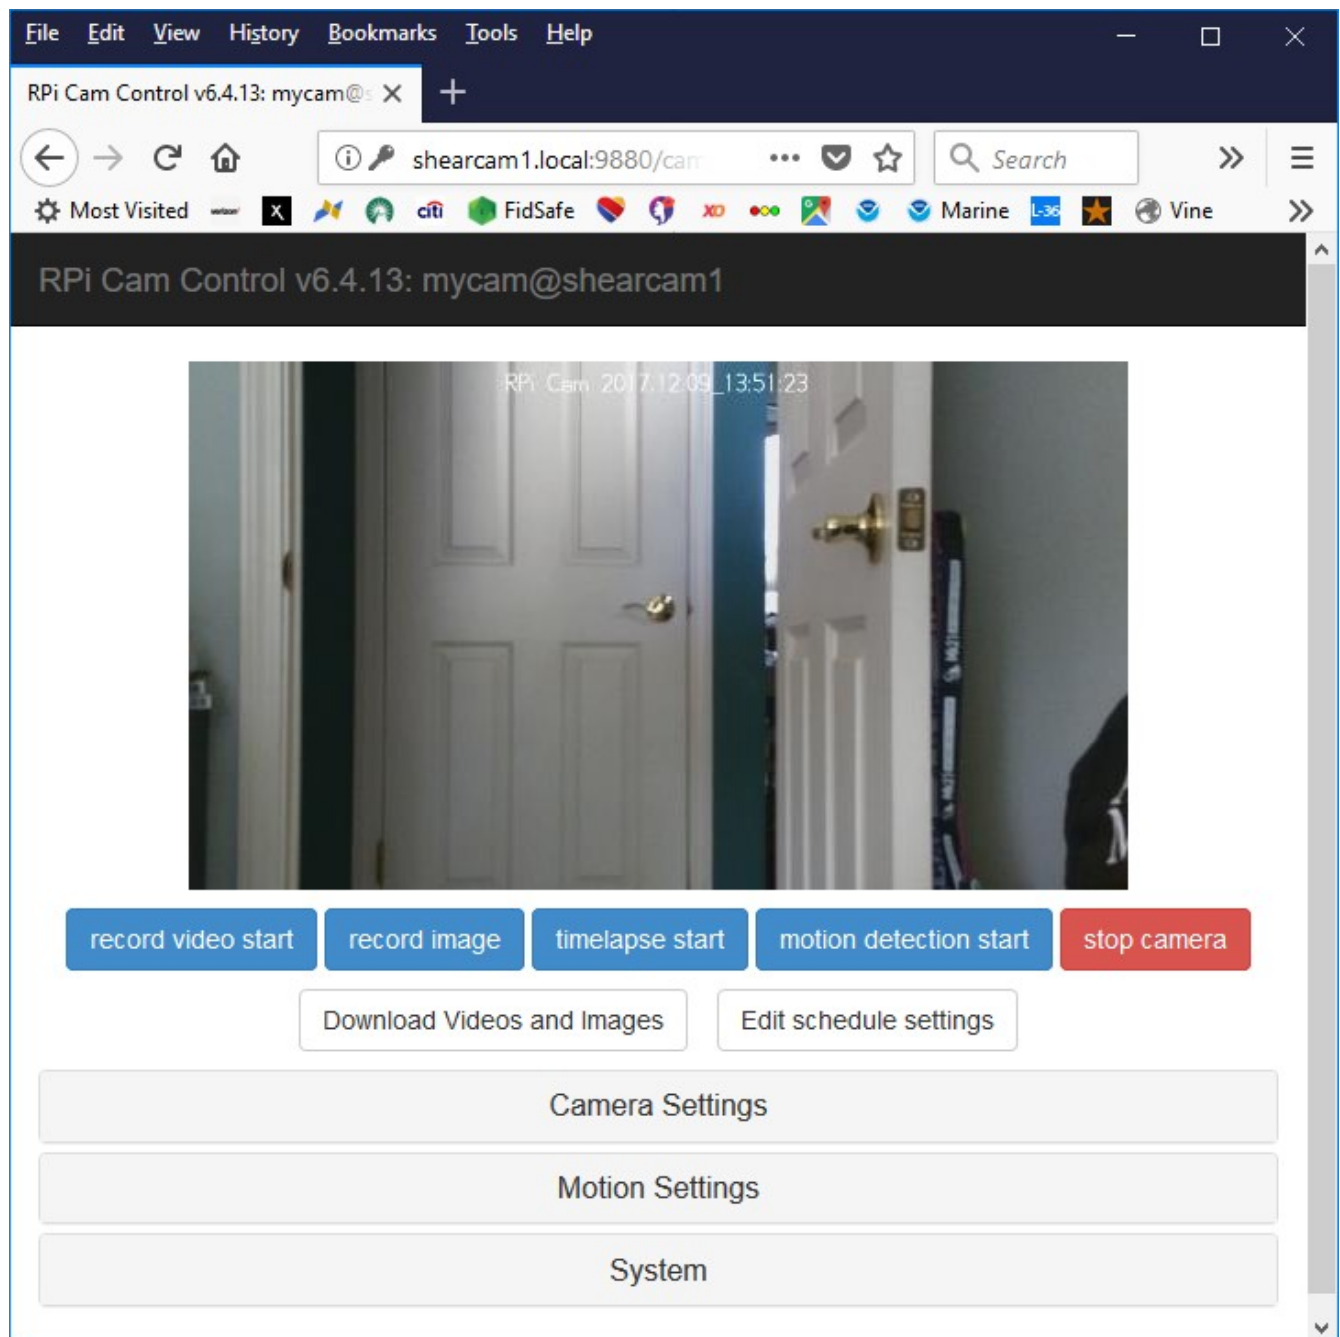 File Edit View History Bookmarks Tools Help
RPi Cam Control v6.4.13: mycam@s
shearcam1.local:9880/cam
Search
Most Visited
citi
FidSafe
XO
Marine
L-36
Vine
RPi Cam Control v6.4.13: mycam@shearcam1
RPi Cam 2017.12.09_13:51:23
record video start
record image
timelapse start
motion detection start
stop camera
Download Videos and Images
Edit schedule settings
Camera Settings
Motion Settings
System